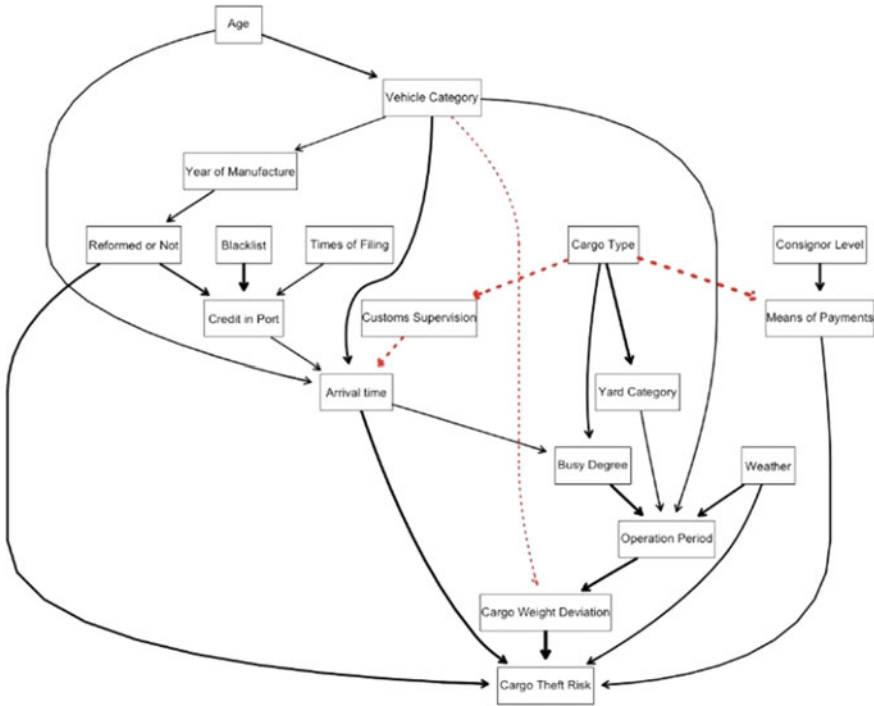 Age
Vehicle Category
Year of Manufacture
Reformed or Not
Blacklist
Times of Filing
Cargo Type
Consignor Level
Credit in Port
Customs Supervision
Means of Payments
Arrival time
Yard Category
Busy Degree
Weather
Operation Period
Cargo Weight Deviation
Cargo Theft Risk